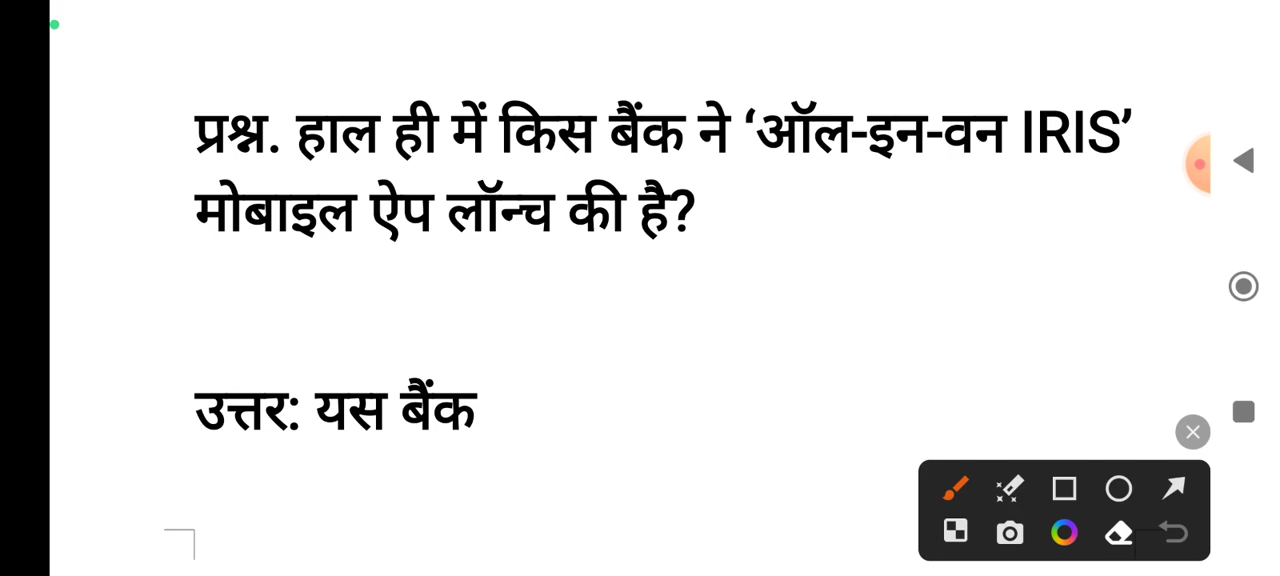 प्रश्न. हाल ही में किस बैंक ने ‘ऑल-इन-वन IRIS’
मोबाइल ऐप लॉन्च की है?
उत्तर: यस बैंक